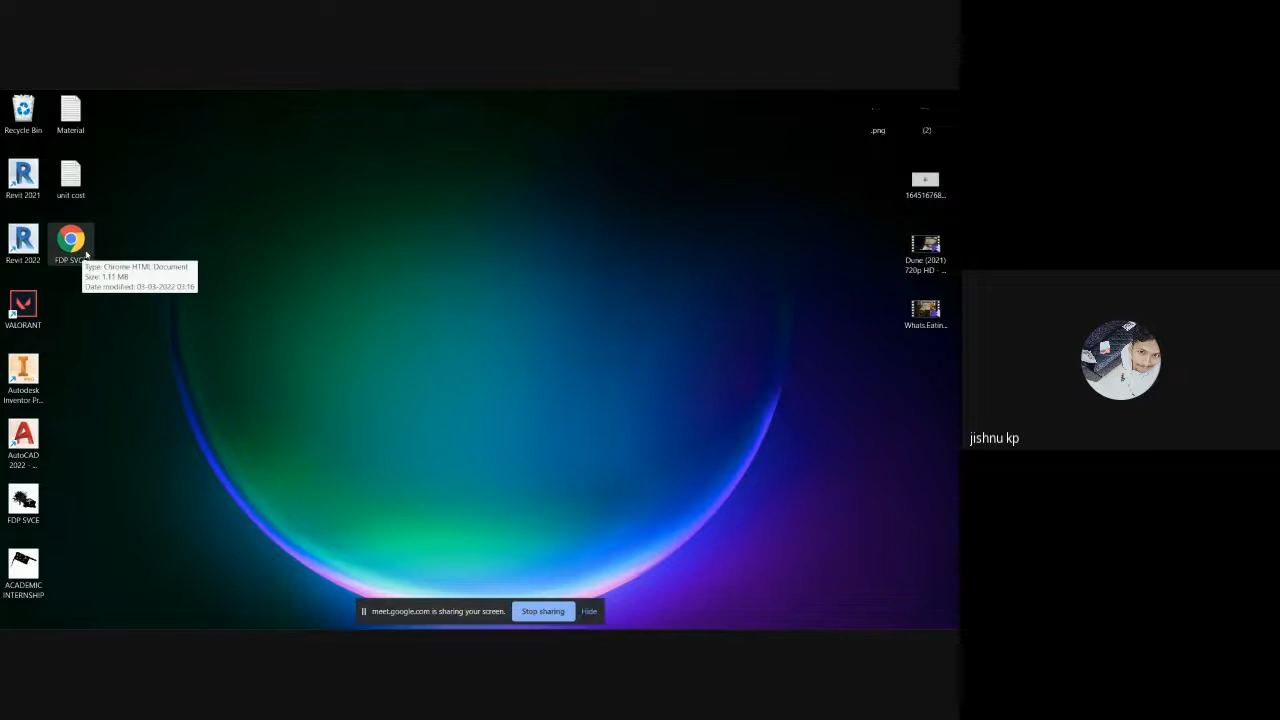 Recycle Bin
Material
Revit 2021
unit cost
Revit 2022
FDP SVCE
Type: Chrome HTML Document
Size: 1.11 MB
Date modified: 03-03-2022 03:16
VALORANT
Autodesk
Inventor Pr...
AutoCAD
2022 - ...
FDP SVCE
ACADEMIC
INTERNSHIP
.png
(2)
164516768...
Dune (2021)
720p HD - ...
Whats.Eatin...
meet.google.com is sharing your screen.
Stop sharing
Hide
jishnu kp